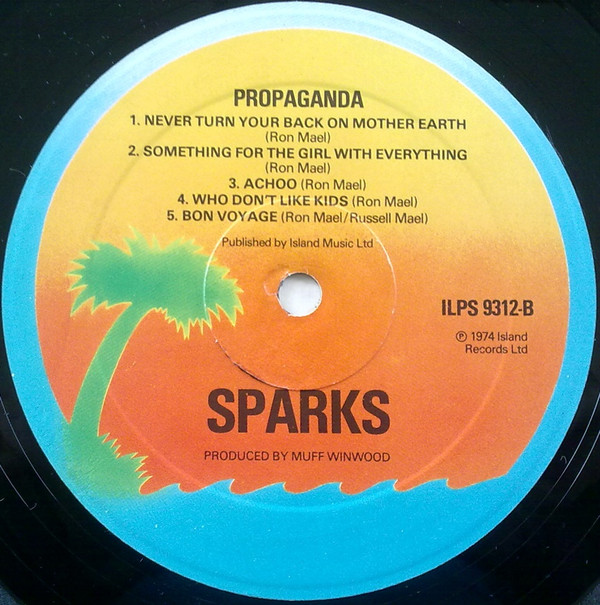 PROPAGANDA
1. NEVER TURN YOUR BACK ON MOTHER EARTH
(Ron Mael)
2. SOMETHING FOR THE GIRL WITH EVERYTHING
(Ron Mael)
3. ACHOO (Ron Mael)
4. WHO DON'T LIKE KIDS (Ron Mael)
5. BON VOYAGE (Ron Mael/Russell Mael)
Published by Island Music Ltd
ILPS 9312-B
℗ 1974 Island
Records Ltd
SPARKS
PRODUCED BY MUFF WINWOOD